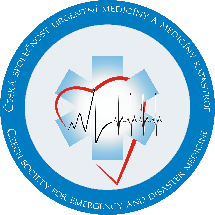 ČESKÁ SPOLEČNOST URGENTNÍ MEDICÍNY A MEDICÍNY KATASTROF
CZECH SOCIETY FOR EMERGENCY AND DISASTER MEDICINE